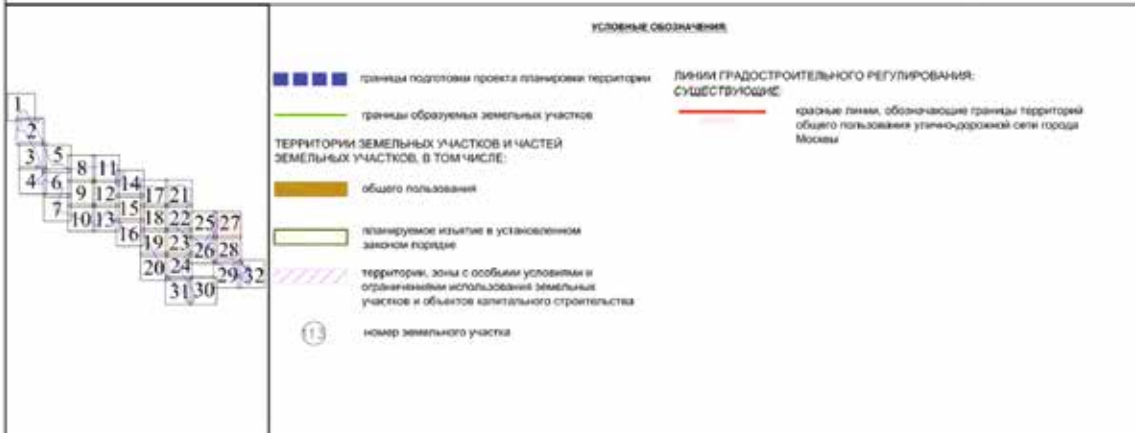 УСЛОВНЫЕ ОБОЗНАЧЕНИЯ:
границы подготовки проекта планировки территории
границы образуемых земельных участков
ТЕРРИТОРИИ ЗЕМЕЛЬНЫХ УЧАСТКОВ И ЧАСТЕЙ
ЗЕМЕЛЬНЫХ УЧАСТКОВ, В ТОМ ЧИСЛЕ:
общего пользования
планируемое изъятие в установленном
законом порядке
территории, зоны с особыми условиями и
ограничениями использования земельных
участков и объектов капитального строительства
113
номер земельного участка
ЛИНИИ ГРАДОСТРОИТЕЛЬНОГО РЕГУЛИРОВАНИЯ:
СУЩЕСТВУЮЩИЕ:
красные линии, обозначающие границы территорий
общего пользования улично-дорожной сети города
Москвы
1
2
3 5
8 11
4 6 14
9 12 17 21
7 15
10 13 18 22 25 27
16
19 23 26 28
20 24 29 32
31 30